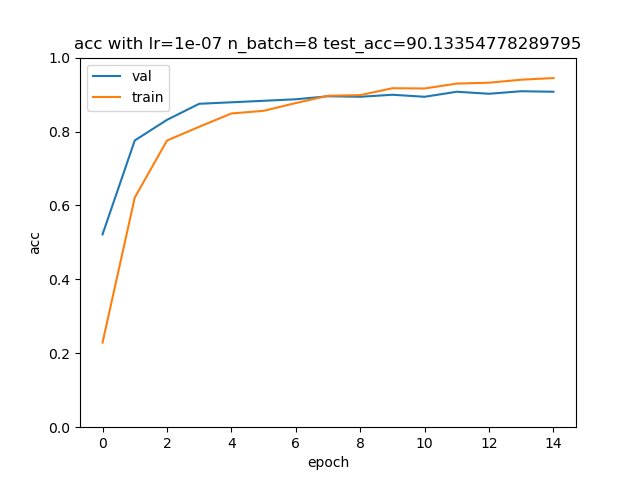 acc with lr=1e-07 n_batch=8 test_acc=90.13354778289795
val
train
acc
1.0
0.8
0.6
0.4
0.2
0.0
0 2 4 6 8 10 12 14
epoch